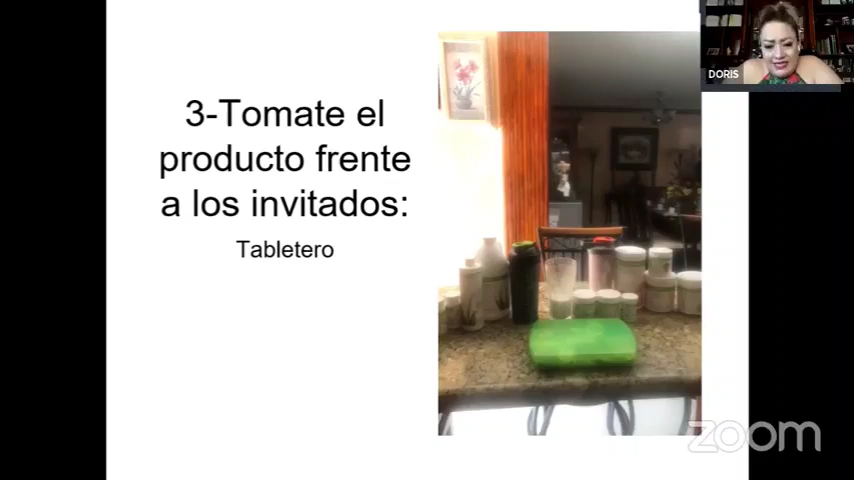 3-Tomate el
producto frente
a los invitados:
Tabletero
DORIS
zoom